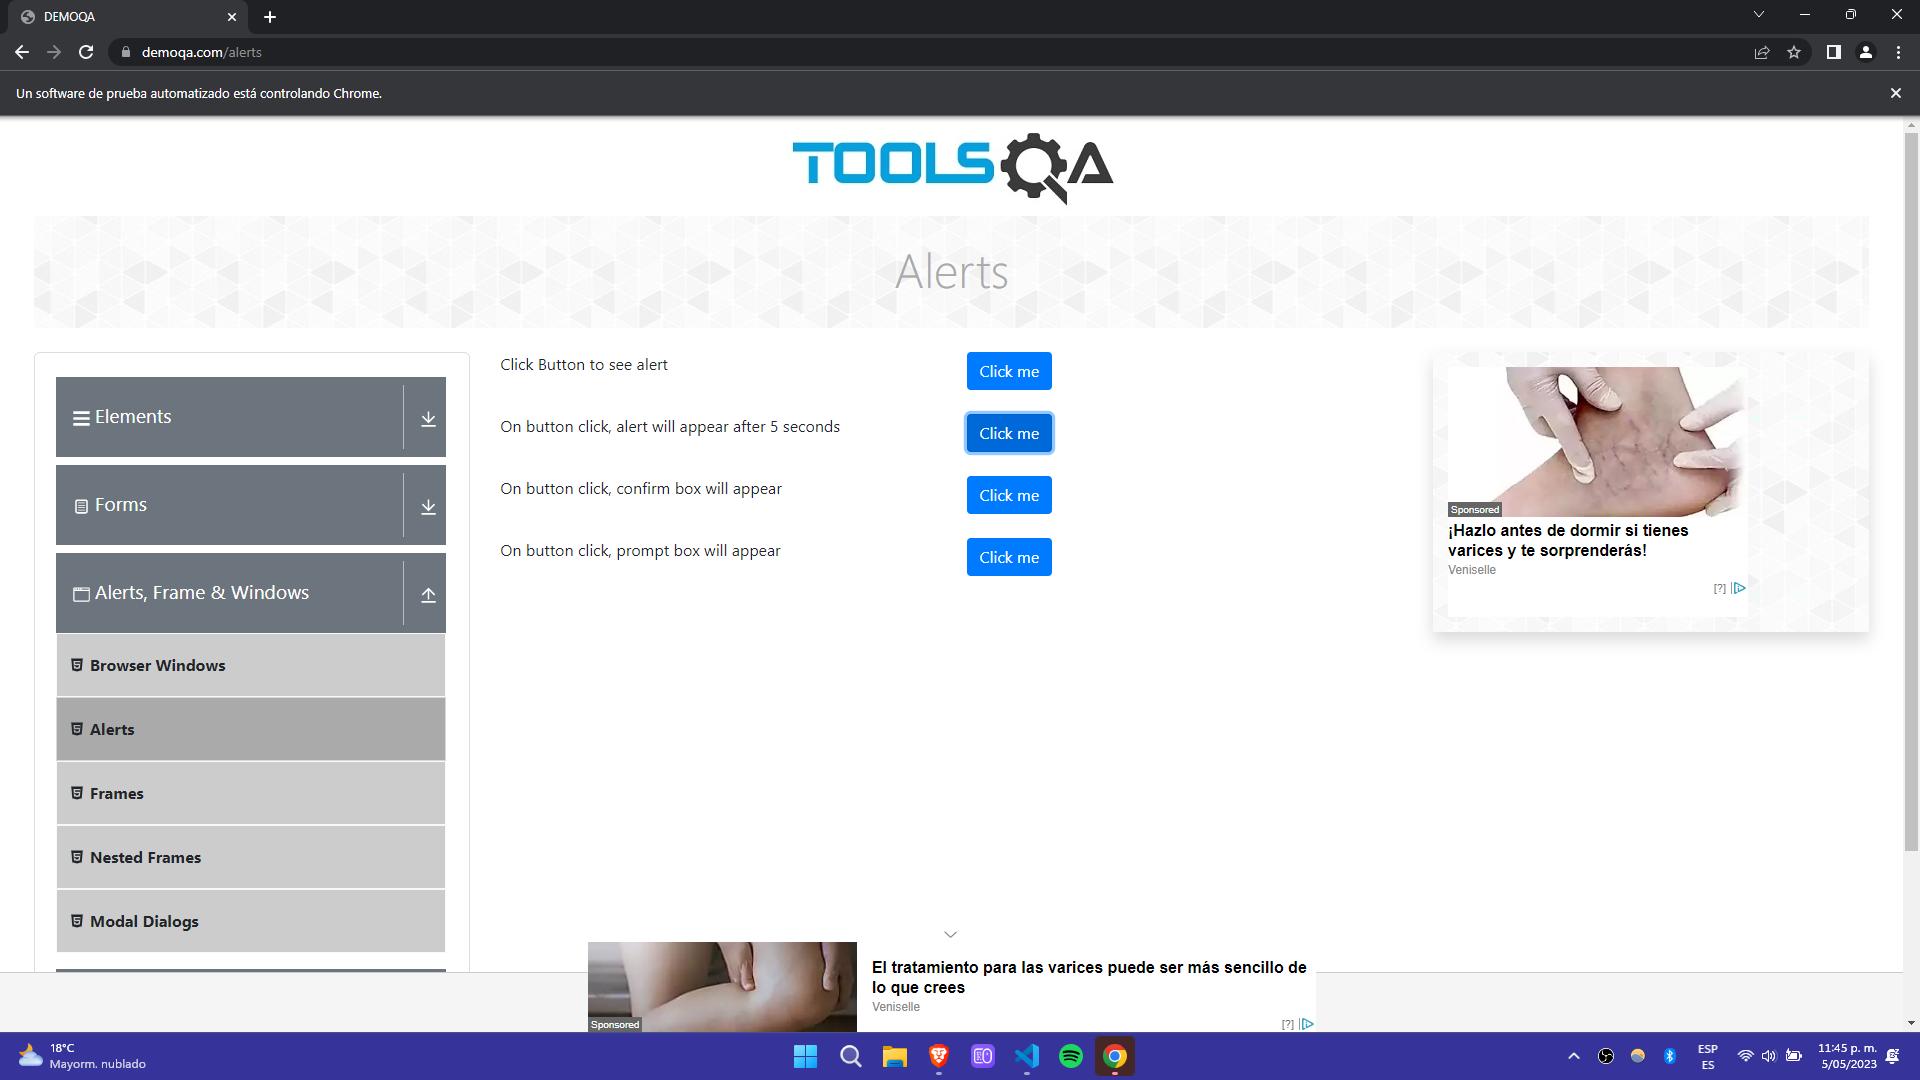 DEMOQA
demoqa.com/alerts
Un software de prueba automatizado está controlando Chrome.
TOOLSQA
Alerts
Elements
Forms
Alerts, Frame & Windows
Browser Windows
Alerts
Frames
Nested Frames
Modal Dialogs
Click Button to see alert
Click me
On button click, alert will appear after 5 seconds
Click me
On button click, confirm box will appear
Click me
On button click, prompt box will appear
Click me
Sponsored
¡Hazlo antes de dormir si tienes
varices y te sorprenderás!
Veniselle
[?]
Sponsored
El tratamiento para las varices puede ser más sencillo de
lo que crees
Veniselle
[?]
18°C
Mayorm. nublado
ESP
ES
11:45 p. m.
5/05/2023